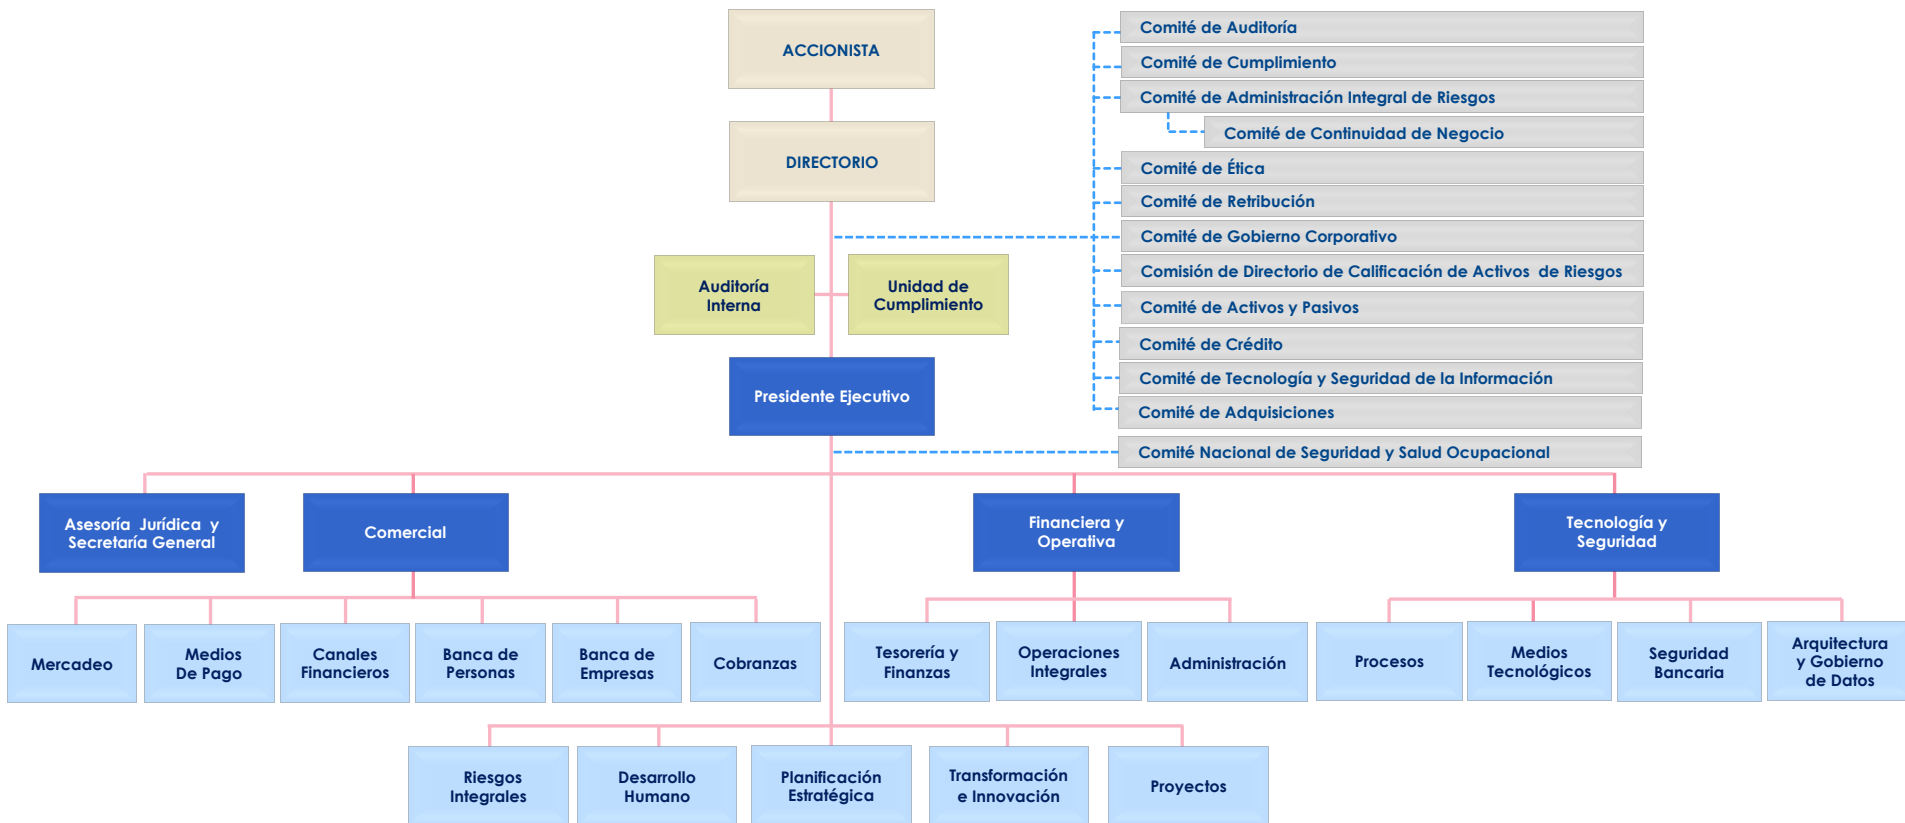 ACCIONISTA
DIRECTORIO
Comité de Auditoría
Comité de Cumplimiento
Comité de Administración Integral de Riesgos
Comité de Continuidad de Negocio
Comité de Ética
Comité de Retribución
Comité de Gobierno Corporativo
Comisión de Directorio de Calificación de Activos  de Riesgos
Comité de Activos y Pasivos
Comité de Crédito
Comité de Tecnología y Seguridad de la Información
Comité de Adquisiciones
Comité Nacional de Seguridad y Salud Ocupacional
Auditoría
Interna
Unidad de
Cumplimiento
Presidente Ejecutivo
Asesoría  Jurídica  y
Secretaría General
Comercial
Financiera y
Operativa
Tecnología y
Seguridad
Mercadeo
Medios
De Pago
Canales
Financieros
Banca de
Personas
Banca de
Empresas
Cobranzas
Tesorería y
Finanzas
Operaciones
Integrales
Administración
Procesos
Medios
Tecnológicos
Seguridad
Bancaria
Arquitectura
y Gobierno
de Datos
Riesgos
Integrales
Desarrollo
Humano
Planificación
Estratégica
Transformación
e Innovación
Proyectos